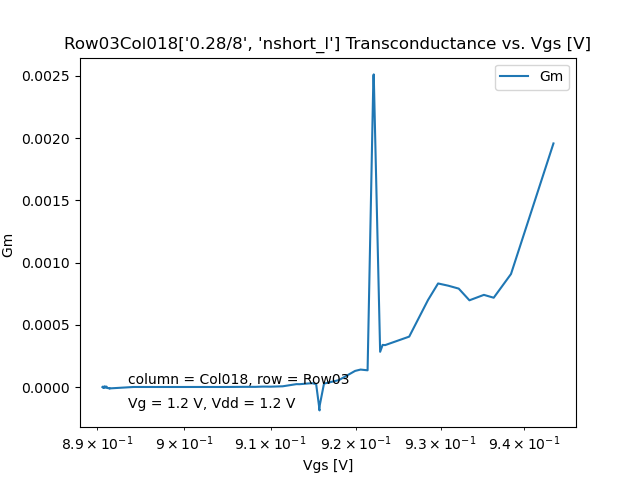 Row03Col018['0.28/8', 'nshort_l'] Transconductance vs. Vgs [V]
Gm
0.0025
0.0020
0.0015
0.0010
0.0005
0.0000
Gm
column = Col018, row = Row03
Vg = 1.2 V, Vdd = 1.2 V
8.9 × 10⁻¹ 9 × 10⁻¹ 9.1 × 10⁻¹ 9.2 × 10⁻¹ 9.3 × 10⁻¹ 9.4 × 10⁻¹
Vgs [V]